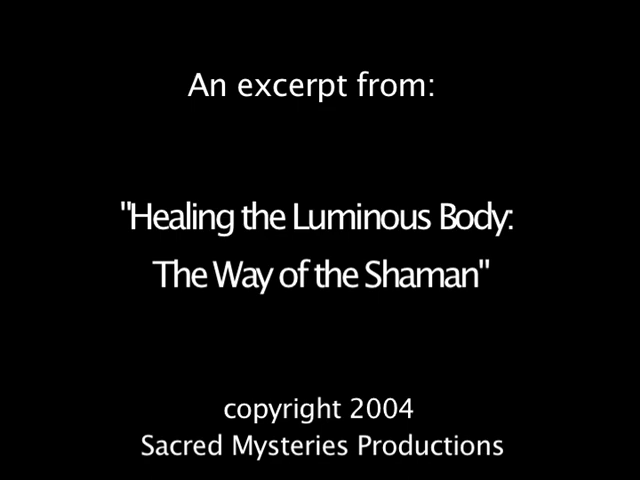 An excerpt from:
"Healing the Luminous Body:
The Way of the Shaman"
copyright 2004
Sacred Mysteries Productions